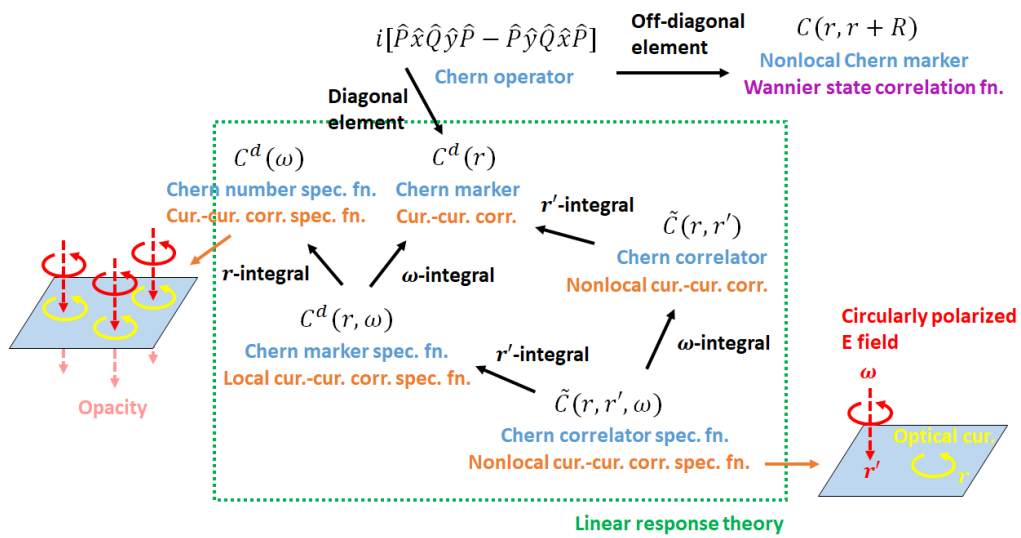 i[P̂x̂Q̂ŷP̂ − P̂ŷQ̂x̂P̂]
Chern operator
Off-diagonal
element
C(r, r + R)
Nonlocal Chern marker
Wannier state correlation fn.
Diagonal
element
C^d(ω)
Chern number spec. fn.
Cur.-cur. corr. spec. fn.
C^d(r)
Chern marker
Cur.-cur. corr.
r′-integral
C̃(r, r′)
Chern correlator
Nonlocal cur.-cur. corr.
r-integral
ω-integral
C^d(r, ω)
Chern marker spec. fn.
Local cur.-cur. corr. spec. fn.
r′-integral
ω-integral
C̃(r, r′, ω)
Chern correlator spec. fn.
Nonlocal cur.-cur. corr. spec. fn.
Linear response theory
Opacity
Circularly polarized
E field
ω
Optical cur.
r′
r